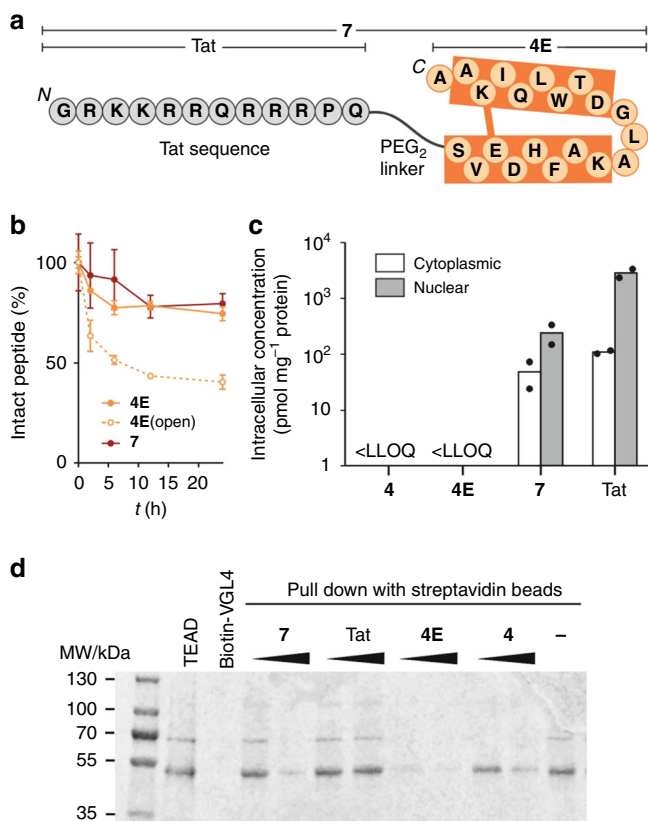 a
7
Tat
4E
C
A A K I Q L W T D G
N
G R K K R R Q R R R P Q
L
S V E D H F A K A
Tat sequence
PEG2
linker
b
Intact peptide (%)
100
50
0
4E
4E(open)
7
0 5 10 15 20
t (h)
c
Intracellular concentration
(pmol mg–1 protein)
10^4
10^3
10^2
10
1
Cytoplasmic
Nuclear
<LLOQ <LLOQ
4 4E 7 Tat
d
TEAD
Biotin-VGL4
Pull down with streptavidin beads
7 Tat 4E 4 –
MW/kDa
130
100
70
55
35